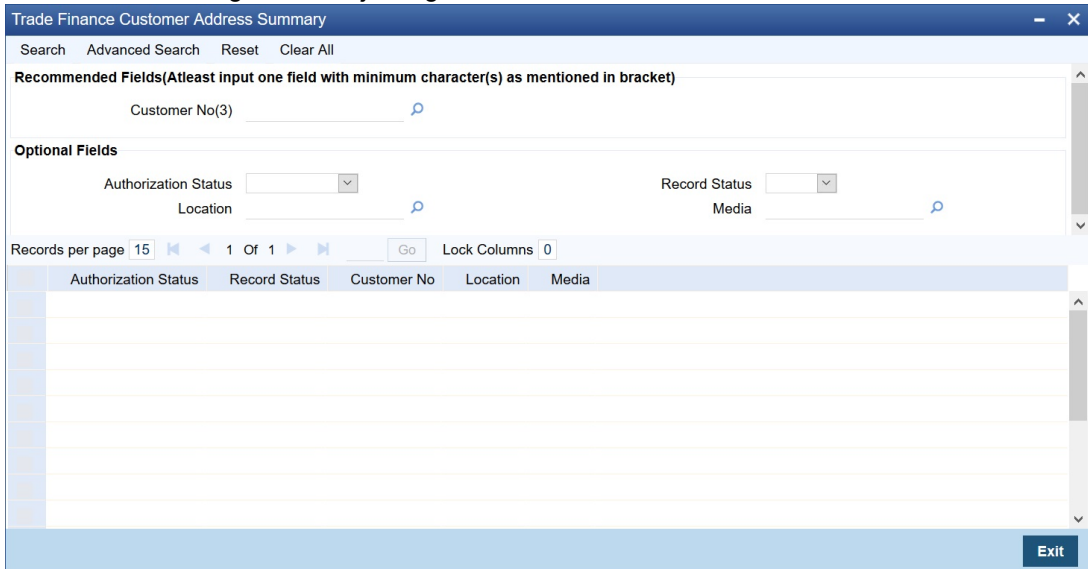 Trade Finance Customer Address Summary
Search Advanced Search Reset Clear All
Recommended Fields(Atleast input one field with minimum character(s) as mentioned in bracket)
Customer No(3)
Optional Fields
Authorization Status Record Status
Location Media
Records per page 15 1 Of 1 Go Lock Columns 0
Authorization Status Record Status Customer No Location Media
Exit